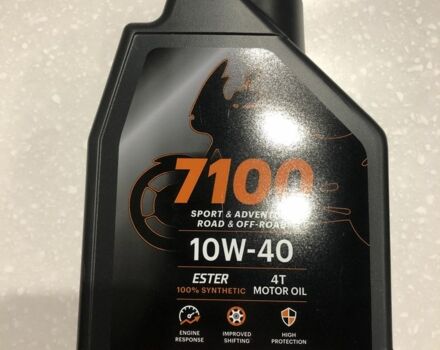 7100
SPORT & ADVENTU
ROAD & OFF-ROAD
10W-40
ESTER 4T
100% SYNTHETIC MOTOR OIL
ENGINE IMPROVED HIGH
RESPONSE SHIFTING PROTECTION